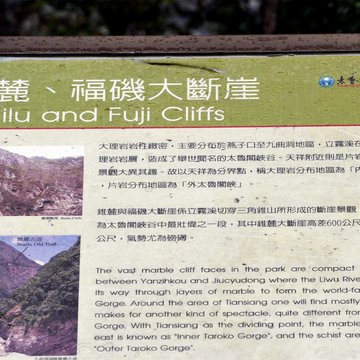 麓、福磯大斷崖
ilu and Fuji Cliffs
大理岩岩性緻密,主要分布於燕子口至九曲洞地區,立霧溪在
理岩岩層,造成了舉世聞名的太魯閣峽谷。天祥附近則是片岩
景觀大異其趣。故以天祥為分界點,稱大理岩分布地區為「內
,片岩分布地區為「外太魯閣峽」
錐麓與福磯大斷崖係立霧溪切穿三角錐山所形成的斷崖景觀
為太魯閣峽谷中最壯偉之一段,其中錐麓大斷崖高差600公尺
公尺,氣勢尤為磅礡。
The vast marble cliff faces in the park are compact
between Yanzihkou and Jiucyudong where the Liwu River
its way through layers of marble to form the world-fa
Gorge. Around the area of Tiansiang one will find mostly
makes for another kind of spectacle, quite different from
Gorge. With Tiansiang as the dividing point, the marble
east is known as "Inner Taroko Gorge", and the schist are
"Outer Taroko Gorge".